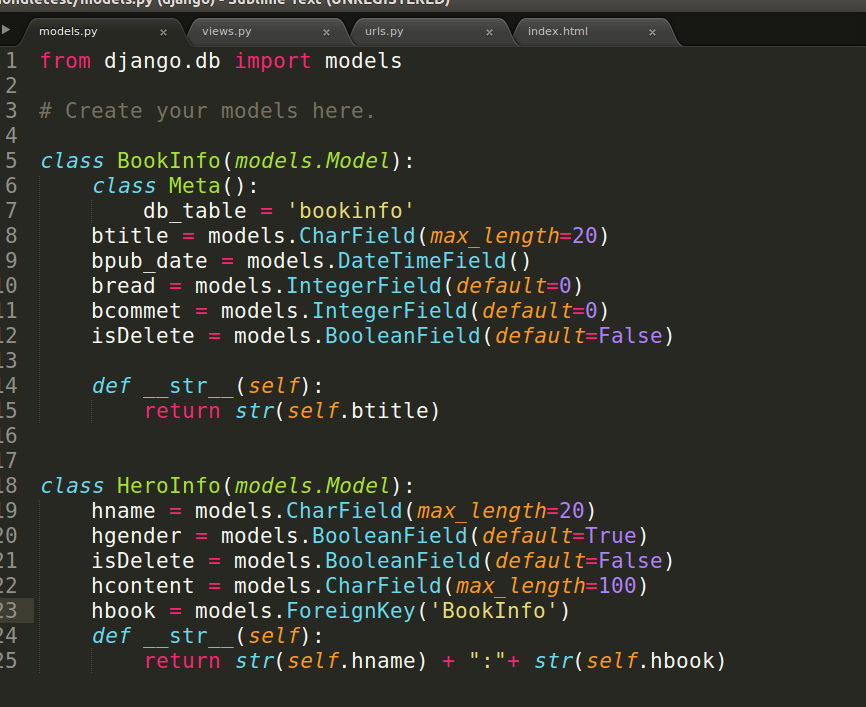 models.py (django) - Sublime Text (UNREGISTERED)
models.py × views.py × urls.py × index.html ×
1 from django.db import models
2
3 # Create your models here.
4
5 class BookInfo(models.Model):
6     class Meta():
7         db_table = 'bookinfo'
8     btitle = models.CharField(max_length=20)
9     bpub_date = models.DateTimeField()
10     bread = models.IntegerField(default=0)
11     bcommet = models.IntegerField(default=0)
12     isDelete = models.BooleanField(default=False)
13
14     def __str__(self):
15         return str(self.btitle)
16
17
18 class HeroInfo(models.Model):
19     hname = models.CharField(max_length=20)
20     hgender = models.BooleanField(default=True)
21     isDelete = models.BooleanField(default=False)
22     hcontent = models.CharField(max_length=100)
23     hbook = models.ForeignKey('BookInfo')
24     def __str__(self):
25         return str(self.hname) + ":"+ str(self.hbook)